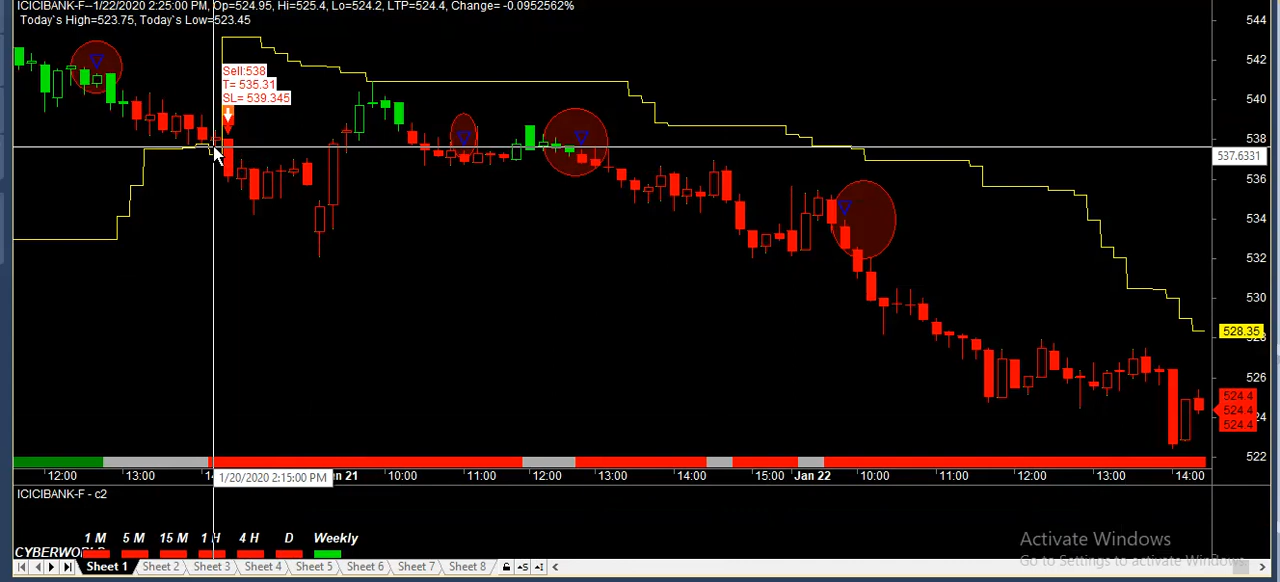 ICICIBANK-F--1/22/2020 2:25:00 PM, Op=524.95, Hi=525.4, Lo=524.2, LTP=524.4, Change= -0.0952562%
Today`s High=523.75, Today`s Low=523.45
544
542
540
538
536
534
532
530
526
522
537.6331
528.35
524.4
524.4
524.4
Sell:538
T= 535.31
SL= 539.345
12:00 13:00 1/20/2020 2:15:00 PM 10:00 11:00 12:00 13:00 15:00 Jan 22 10:00 11:00 12:00 13:00 14:00
ICICIBANK-F - c2
1 M 5 M 15 M 1 H 4 H D Weekly
Activate Windows
Go to Settings to activate Windows.
Sheet 1 Sheet 2 Sheet 3 Sheet 4 Sheet 5 Sheet 6 Sheet 7 Sheet 8